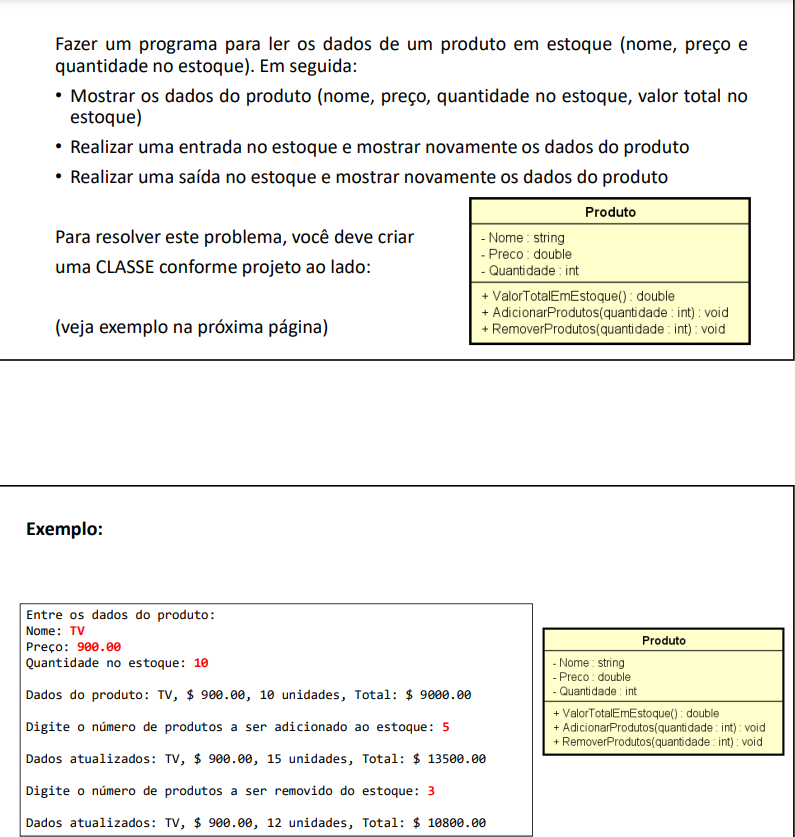 Fazer um programa para ler os dados de um produto em estoque (nome, preço e
quantidade no estoque). Em seguida:
• Mostrar os dados do produto (nome, preço, quantidade no estoque, valor total no
estoque)
• Realizar uma entrada no estoque e mostrar novamente os dados do produto
• Realizar uma saída no estoque e mostrar novamente os dados do produto
Para resolver este problema, você deve criar
uma CLASSE conforme projeto ao lado:
(veja exemplo na próxima página)
Produto
- Nome : string
- Preco : double
- Quantidade : int
+ ValorTotalEmEstoque() : double
+ AdicionarProdutos(quantidade : int) : void
+ RemoverProdutos(quantidade : int) : void
Exemplo:
Entre os dados do produto:
Nome: TV
Preço: 900.00
Quantidade no estoque: 10
Dados do produto: TV, $ 900.00, 10 unidades, Total: $ 9000.00
Digite o número de produtos a ser adicionado ao estoque: 5
Dados atualizados: TV, $ 900.00, 15 unidades, Total: $ 13500.00
Digite o número de produtos a ser removido do estoque: 3
Dados atualizados: TV, $ 900.00, 12 unidades, Total: $ 10800.00
Produto
- Nome : string
- Preco : double
- Quantidade : int
+ ValorTotalEmEstoque() : double
+ AdicionarProdutos(quantidade : int) : void
+ RemoverProdutos(quantidade : int) : void